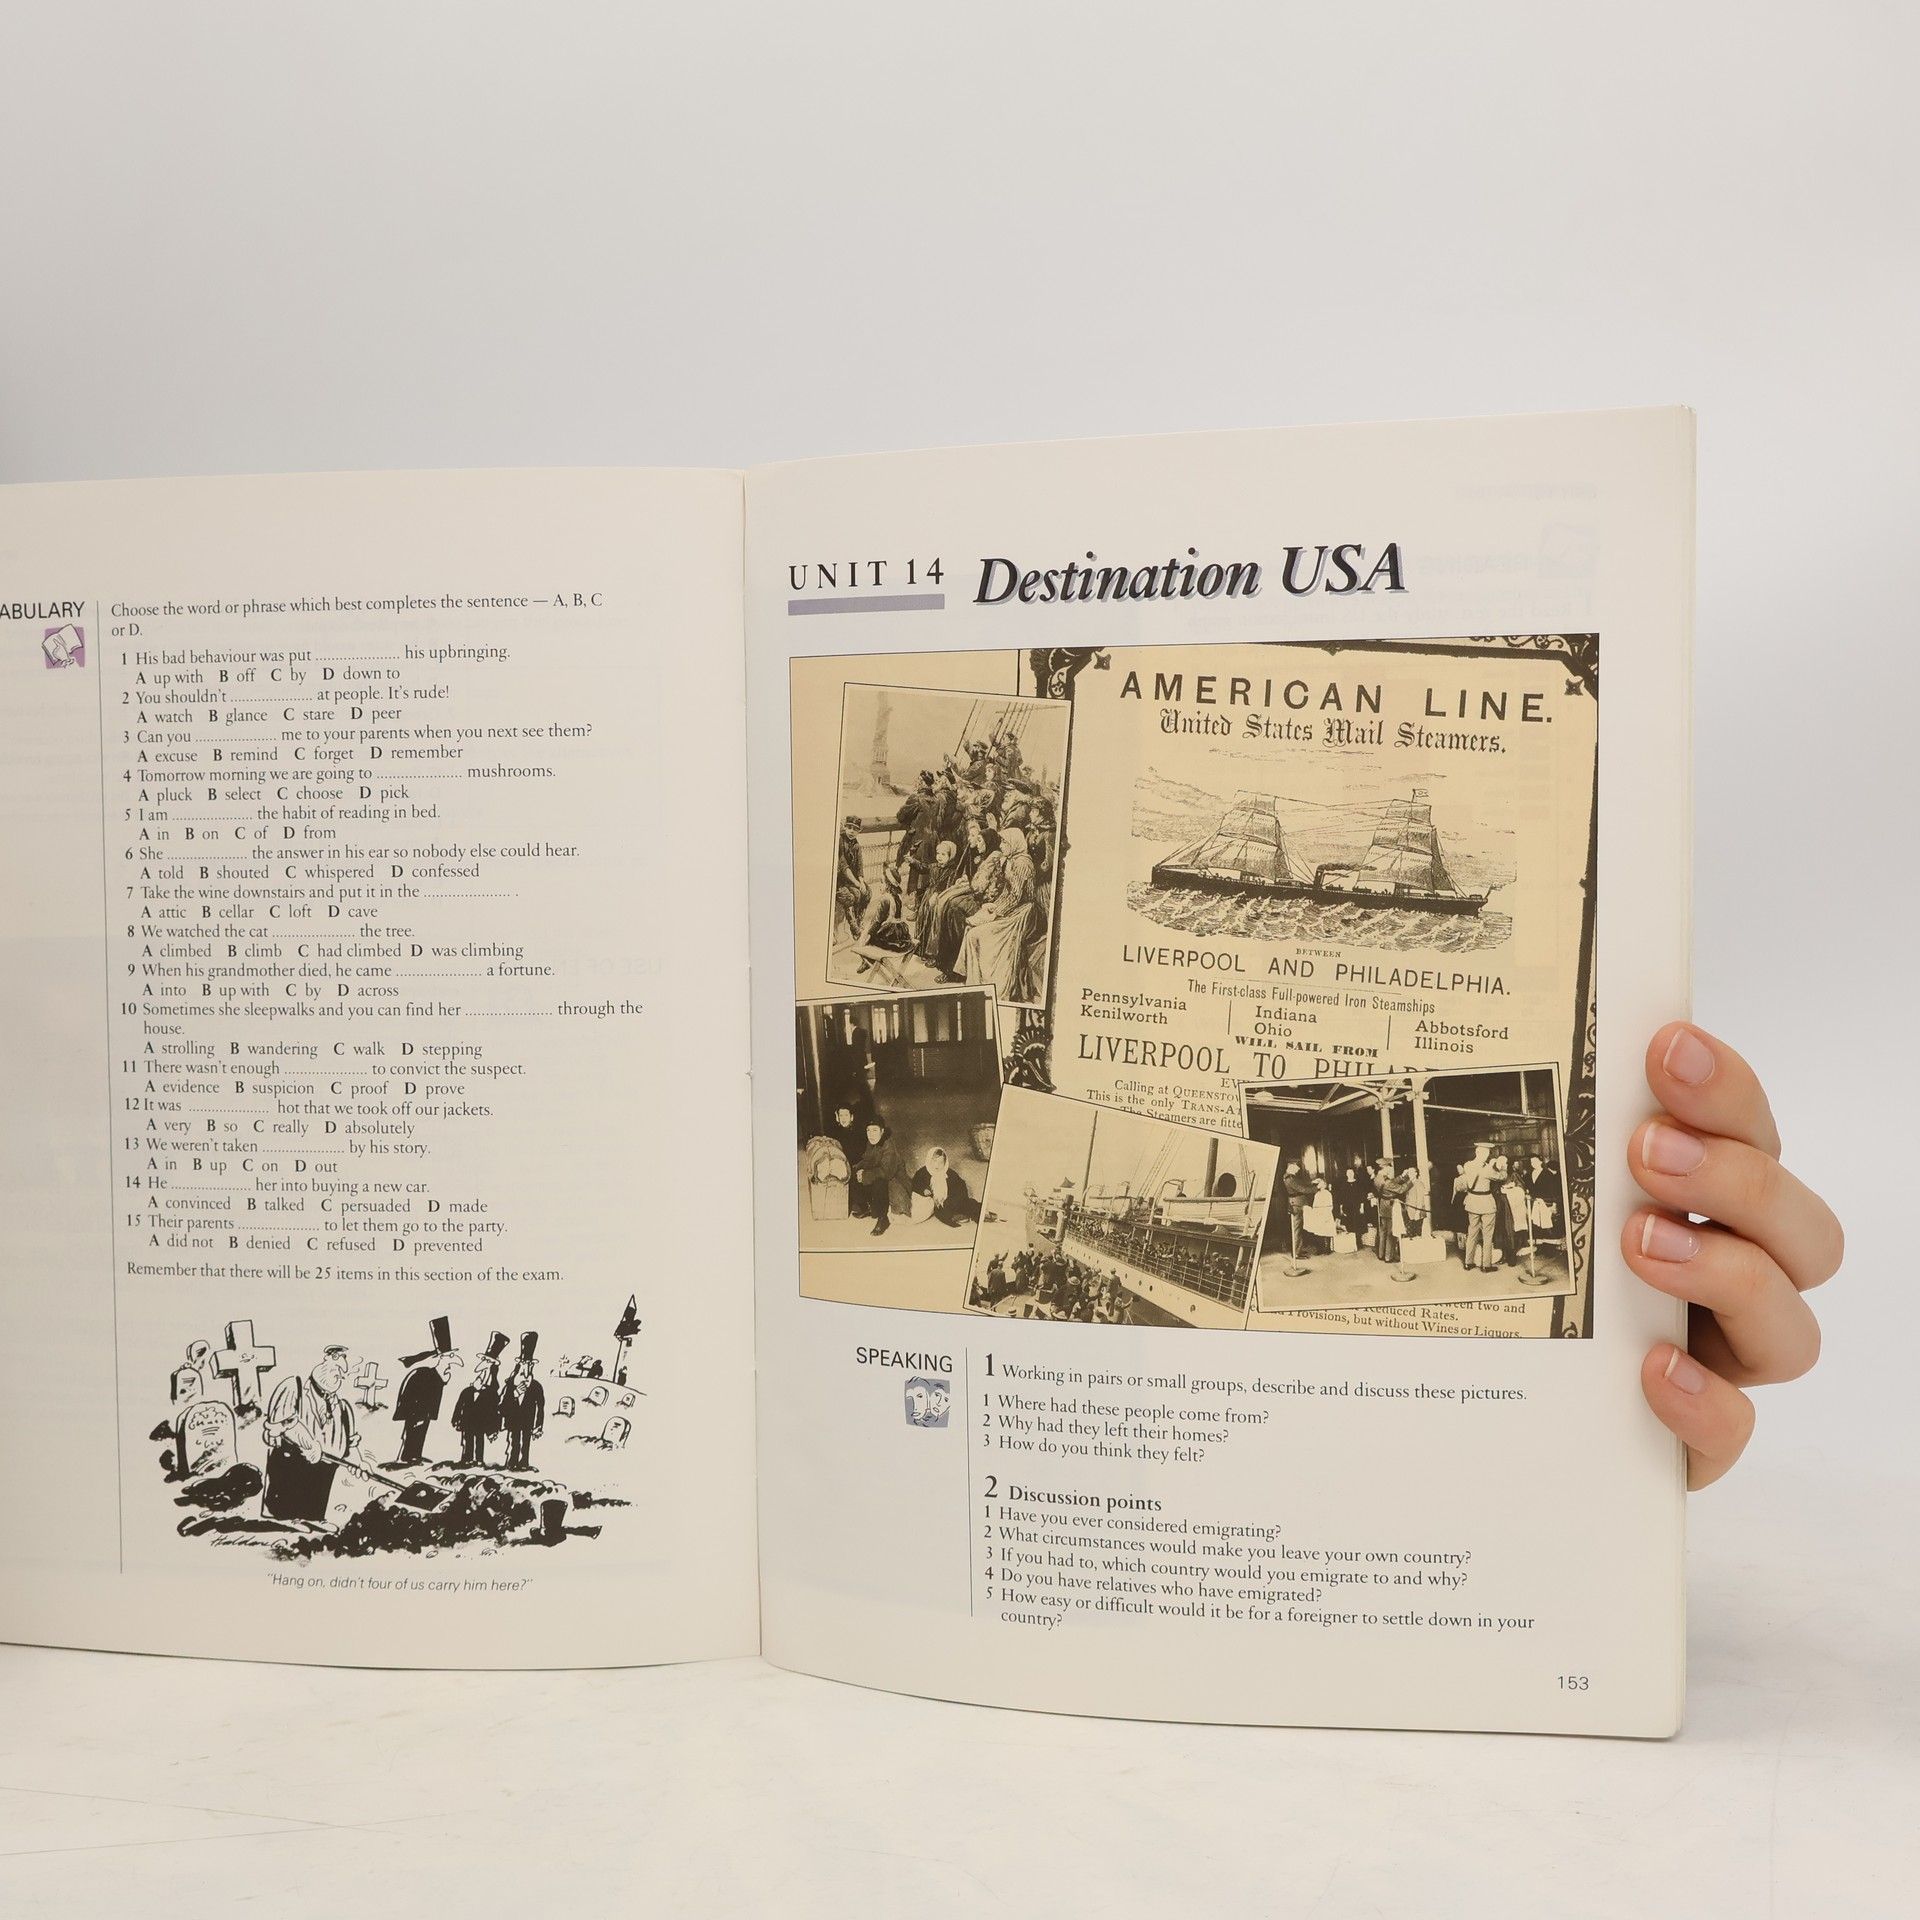 ABULARY
Choose the word or phrase which best completes the sentence — A, B, C
or D.
1 His bad behaviour was put ..................... his upbringing.
A up with B off C by D down to
2 You shouldn't ..................... at people. It's rude!
A watch B glance C stare D peer
3 Can you ..................... me to your parents when you next see them?
A excuse B remind C forget D remember
4 Tomorrow morning we are going to ..................... mushrooms.
A pluck B select C choose D pick
5 I am ..................... the habit of reading in bed.
A in B on C of D from
6 She ..................... the answer in his ear so nobody else could hear.
A told B shouted C whispered D confessed
7 Take the wine downstairs and put it in the ..................... .
A attic B cellar C loft D cave
8 We watched the cat ..................... the tree.
A climbed B climb C had climbed D was climbing
9 When his grandmother died, he came ..................... a fortune.
A into B up with C by D across
10 Sometimes she sleepwalks and you can find her ..................... through the
house.
A strolling B wandering C walk D stepping
11 There wasn't enough ..................... to convict the suspect.
A evidence B suspicion C proof D prove
12 It was ..................... hot that we took off our jackets.
A very B so C really D absolutely
13 We weren't taken ..................... by his story.
A in B up C on D out
14 He ..................... her into buying a new car.
A convinced B talked C persuaded D made
15 Their parents ..................... to let them go to the party.
A did not B denied C refused D prevented
Remember that there will be 25 items in this section of the exam.
"Hang on, didn't four of us carry him here?"
UNIT 14 Destination USA
AMERICAN LINE.
United States Mail Steamers.
BETWEEN
LIVERPOOL AND PHILADELPHIA.
The First-class Full-powered Iron Steamships
Pennsylvania Indiana Abbotsford
Kenilworth Ohio Illinois
WILL SAIL FROM
LIVERPOOL TO PHILADE
EV
Calling at QUEENSTOW
This is the only TRANS-AT
The Steamers are fitte
ween two and
Provisions, Reduced Rates.
but without Wines or Liquors.
SPEAKING
1 Working in pairs or small groups, describe and discuss these pictures.
1 Where had these people come from?
2 Why had they left their homes?
3 How do you think they felt?
2 Discussion points
1 Have you ever considered emigrating?
2 What circumstances would make you leave your own country?
3 If you had to, which country would you emigrate to and why?
4 Do you have relatives who have emigrated?
5 How easy or difficult would it be for a foreigner to settle down in your
country?
153